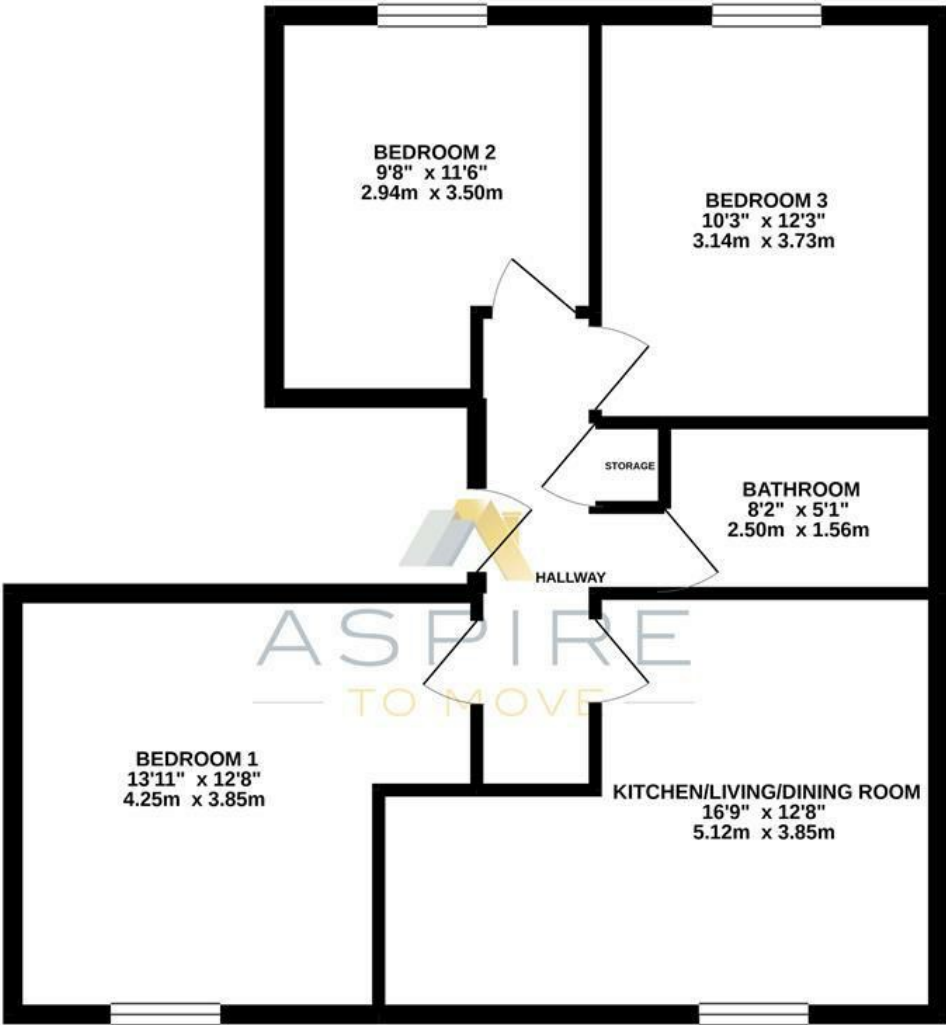 BEDROOM 2
9'8" x 11'6"
2.94m x 3.50m
BEDROOM 3
10'3" x 12'3"
3.14m x 3.73m
STORAGE
BATHROOM
8'2" x 5'1"
2.50m x 1.56m
HALLWAY
ASPIRE
TO MOVE
BEDROOM 1
13'11" x 12'8"
4.25m x 3.85m
KITCHEN/LIVING/DINING ROOM
16'9" x 12'8"
5.12m x 3.85m